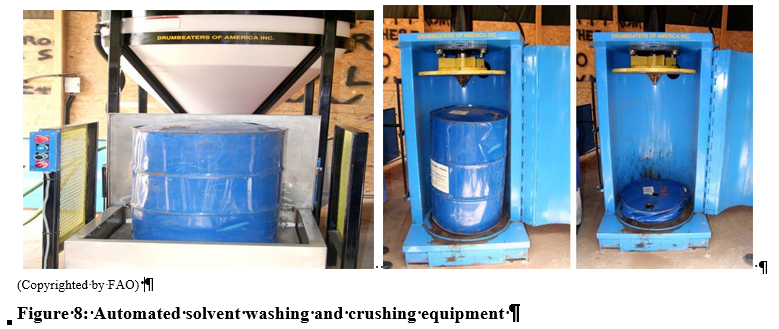 DRUMBEATERS OF AMERICA INC.
DRUMBEATERS OF AMERICA INC.
DRUMBEATERS OF AMERICA INC.
(Copyrighted by FAO) ¶
Figure 8: Automated solvent washing and crushing equipment ¶